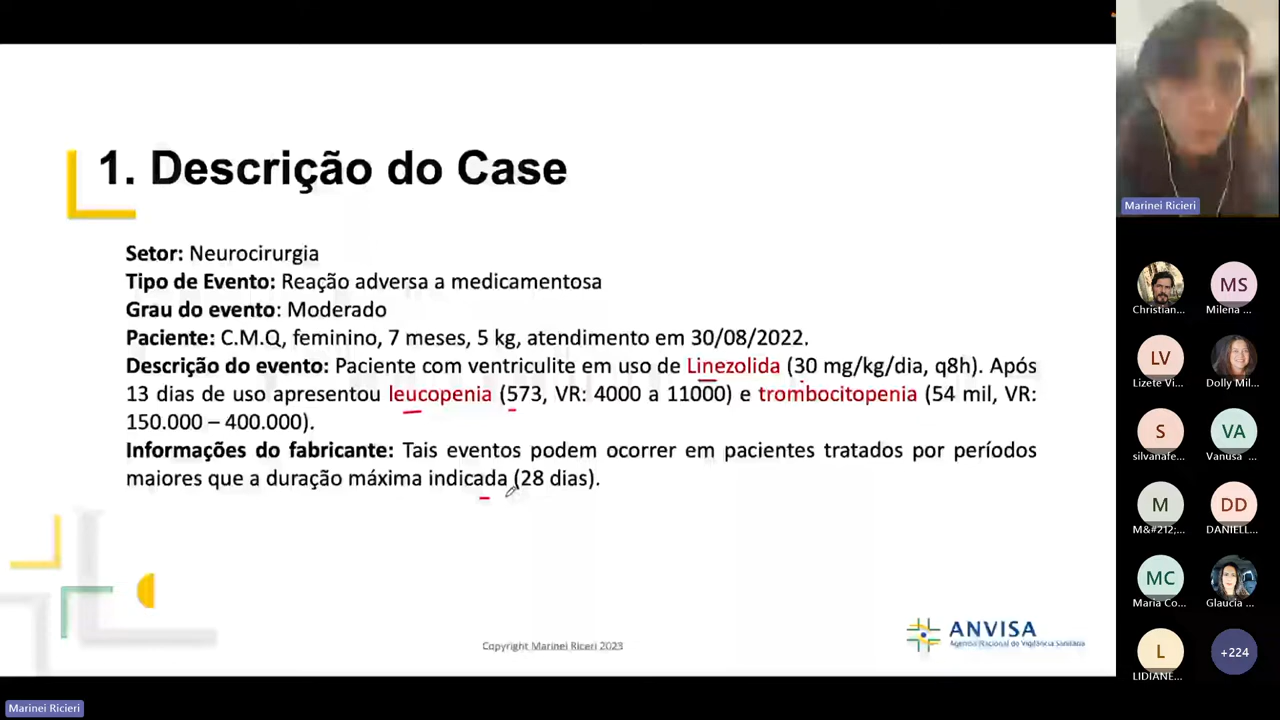 1. Descrição do Case
Setor: Neurocirurgia
Tipo de Evento: Reação adversa a medicamentosa
Grau do evento: Moderado
Paciente: C.M.Q, feminino, 7 meses, 5 kg, atendimento em 30/08/2022.
Descrição do evento: Paciente com ventriculite em uso de Linezolida (30 mg/kg/dia, q8h). Após
13 dias de uso apresentou leucopenia (573, VR: 4000 a 11000) e trombocitopenia (54 mil, VR:
150.000 – 400.000).
Informações do fabricante: Tais eventos podem ocorrer em pacientes tratados por períodos
maiores que a duração máxima indicada (28 dias).
ANVISA
Agência Nacional de Vigilância Sanitária
Copyright Marinei Riceri 2023
Marinei Ricieri
Marinei Ricieri
Christian...
MS
Milena ...
LV
Lizete Vi...
Dolly Mil...
S
silvanafe...
VA
Vanusa ...
M
M&#212;...
DD
DANIELL...
MC
Maria Co...
Glaucia ...
L
LIDIANE...
+224